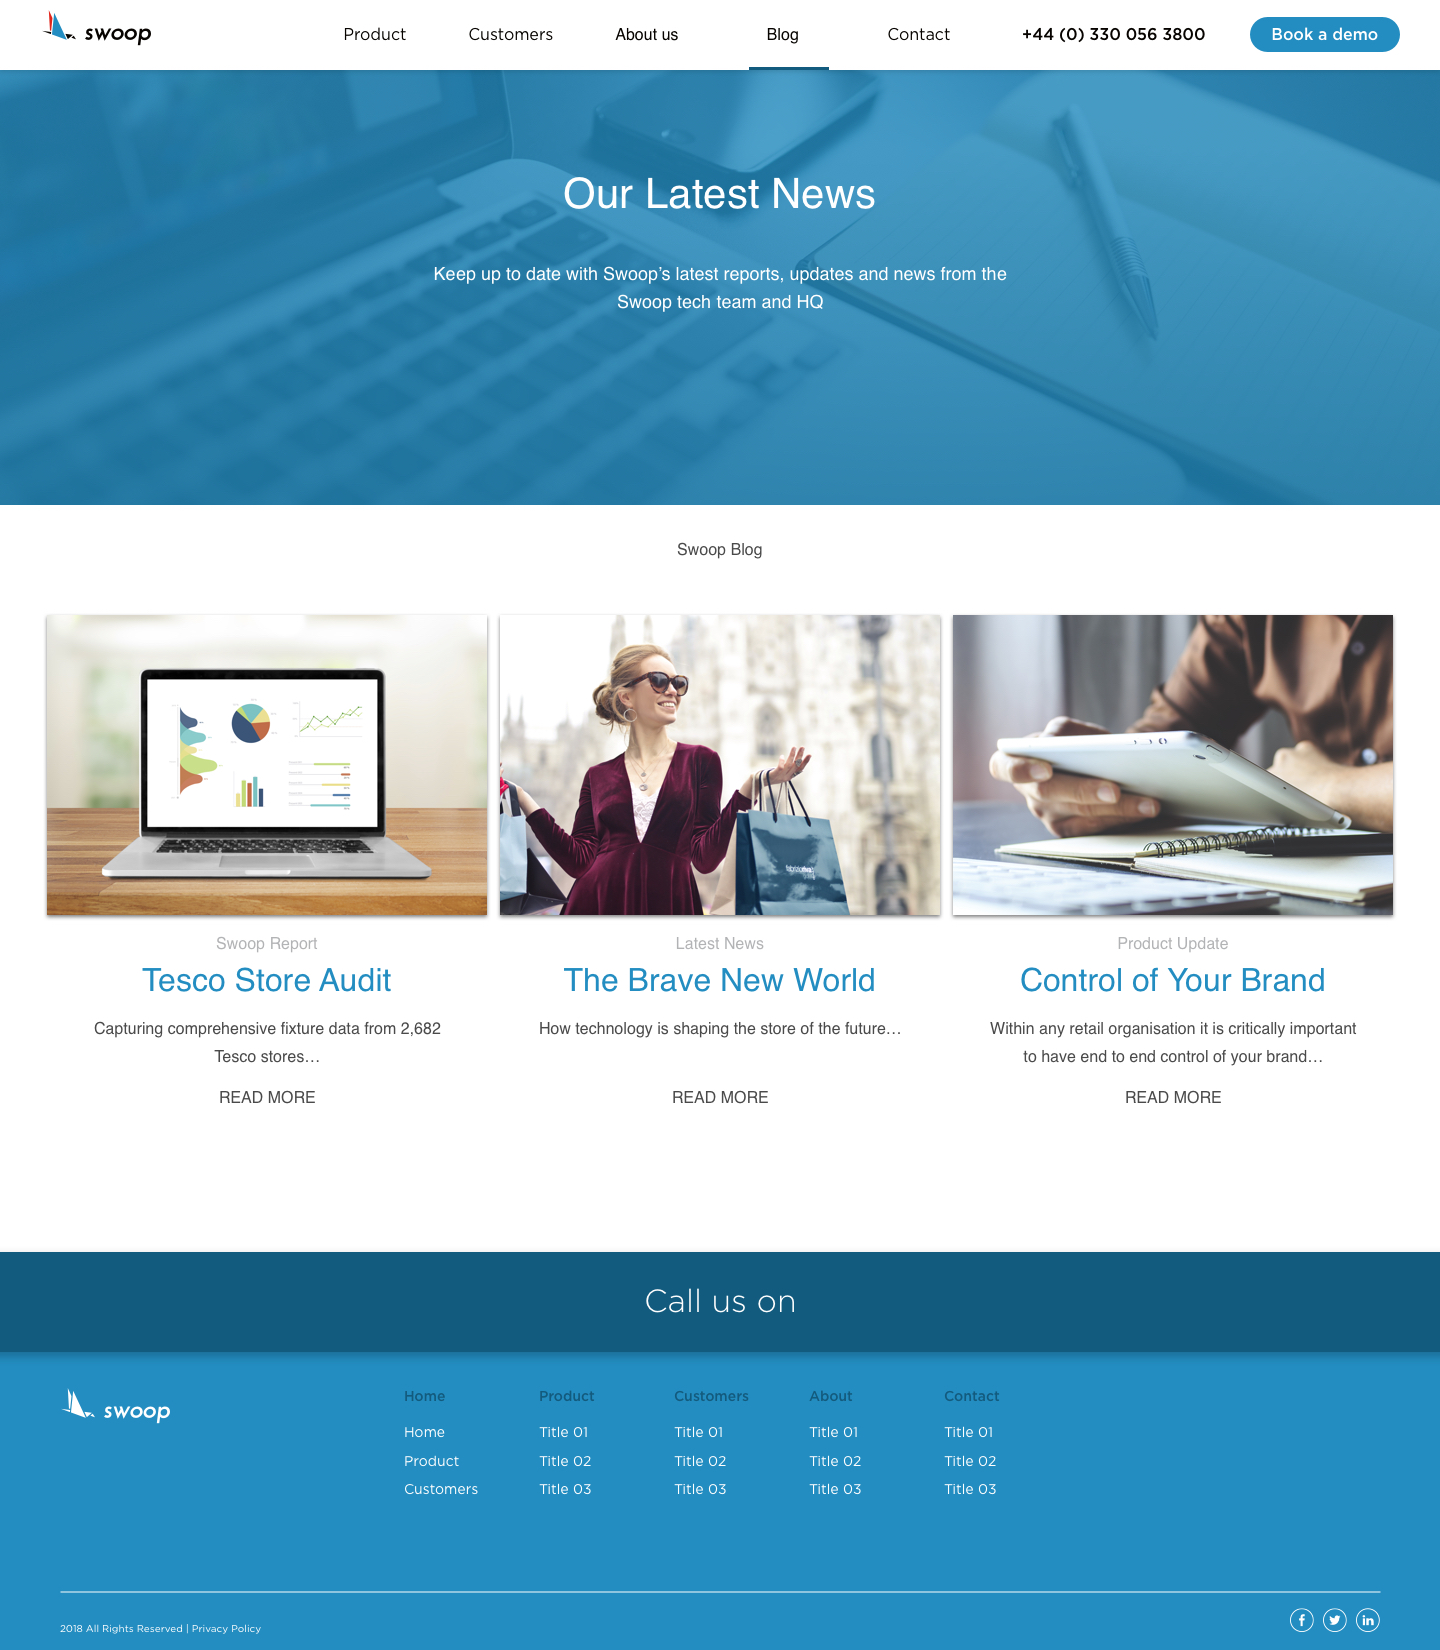 swoop
Product
Customers
About us
Blog
Contact
+44 (0) 330 056 3800
Book a demo
Our Latest News
Keep up to date with Swoop’s latest reports, updates and news from the
Swoop tech team and HQ
Swoop Blog
Swoop Report
Tesco Store Audit
Capturing comprehensive fixture data from 2,682
Tesco stores…
READ MORE
Latest News
The Brave New World
How technology is shaping the store of the future…
READ MORE
Product Update
Control of Your Brand
Within any retail organisation it is critically important
to have end to end control of your brand…
READ MORE
Call us on
swoop
Home
Home
Product
Customers
Product
Title 01
Title 02
Title 03
Customers
Title 01
Title 02
Title 03
About
Title 01
Title 02
Title 03
Contact
Title 01
Title 02
Title 03
2018 All Rights Reserved | Privacy Policy
f
in